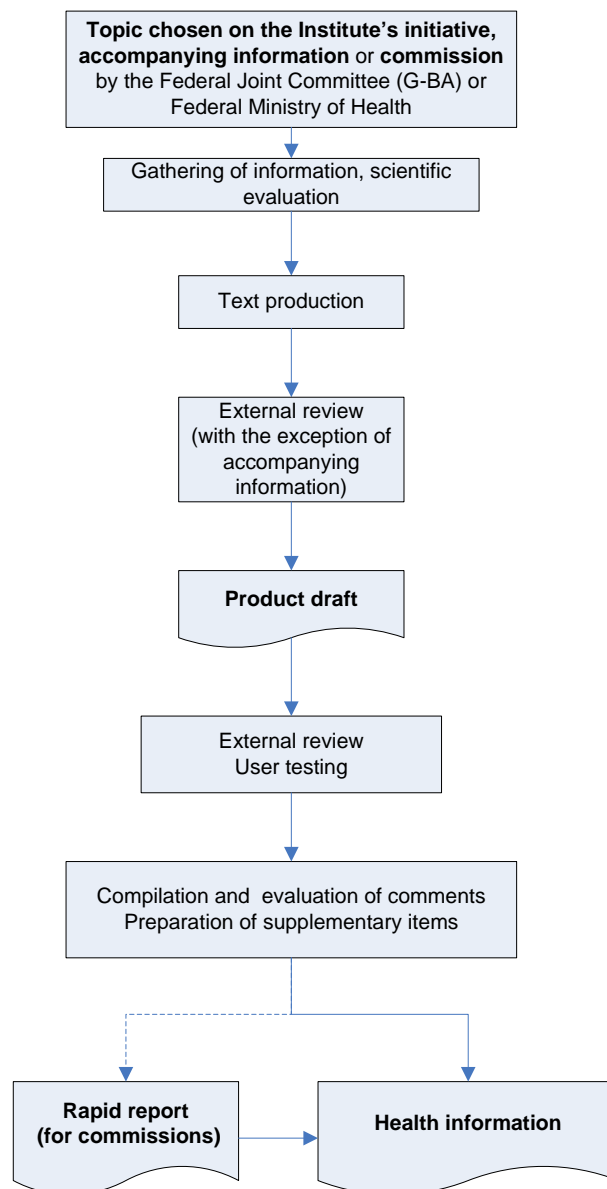 Topic chosen on the Institute's initiative,
accompanying information or commission
by the Federal Joint Committee (G-BA) or
Federal Ministry of Health
Gathering of information, scientific
evaluation
Text production
External review
(with the exception of
accompanying
information)
Product draft
External review
User testing
Compilation and evaluation of comments
Preparation of supplementary items
Rapid report
(for commissions)
Health information